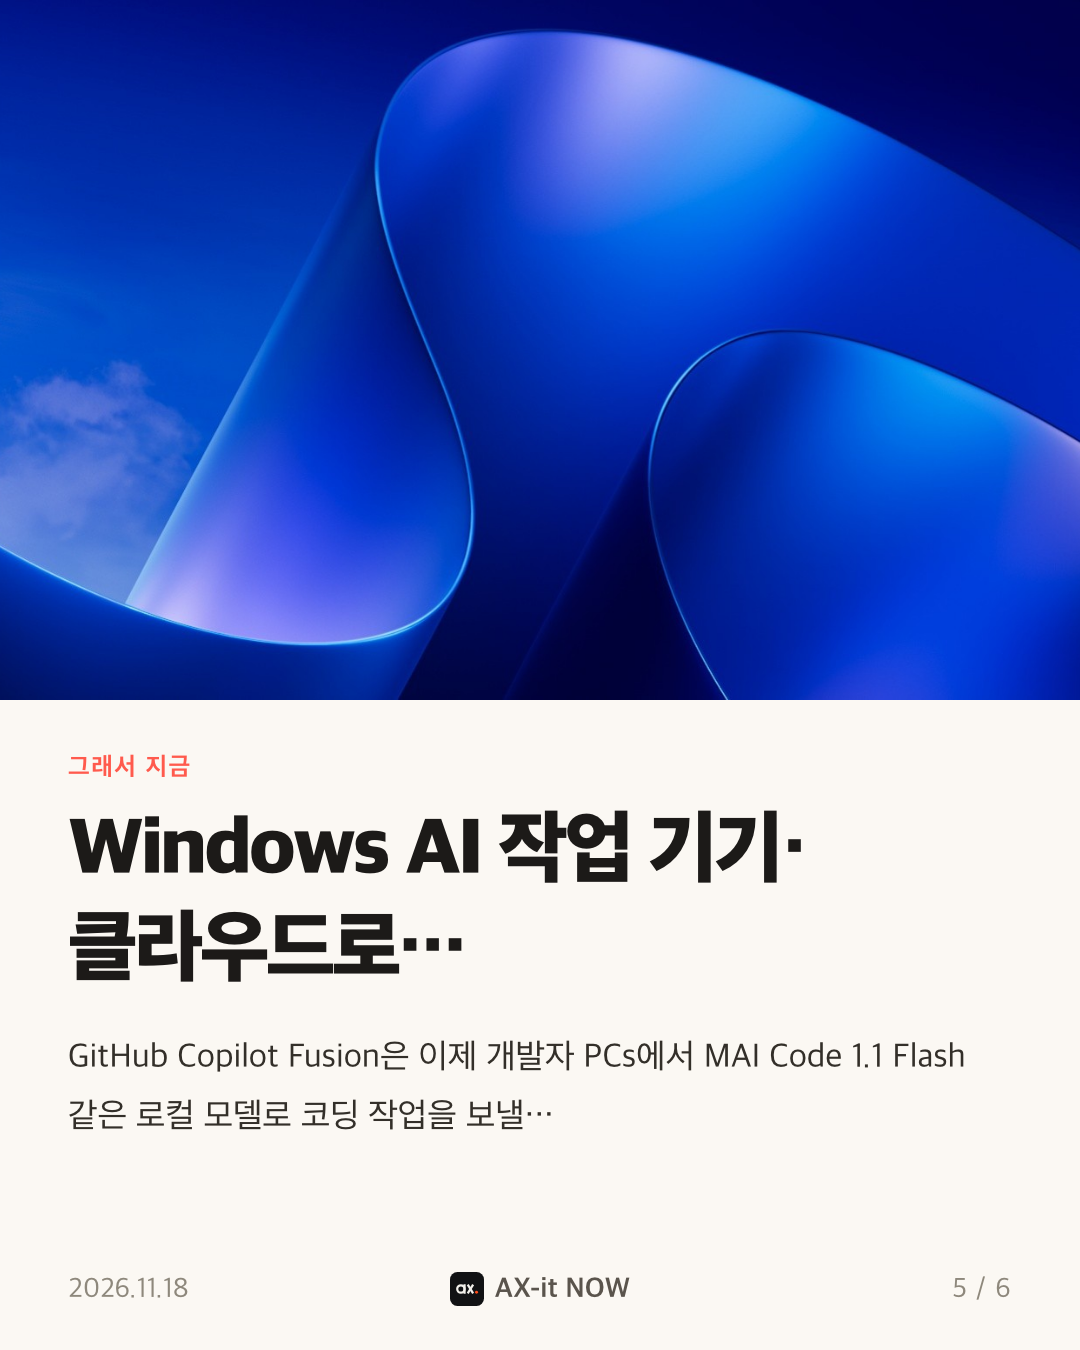 그래서 지금
Windows AI 작업 기기·
클라우드로…
GitHub Copilot Fusion은 이제 개발자 PCs에서 MAI Code 1.1 Flash
같은 로컬 모델로 코딩 작업을 보낼…
2026.11.18
ax.
AX-it NOW
5 / 6